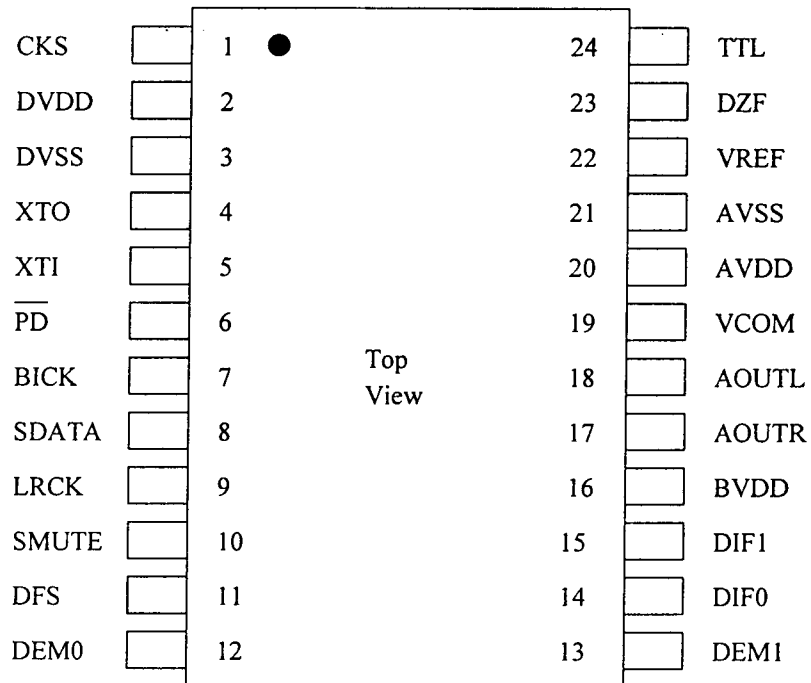 CKS 1 24 TTL
DVDD 2 23 DZF
DVSS 3 22 VREF
XTO 4 21 AVSS
XTI 5 20 AVDD
PD 6 19 VCOM
BICK 7 Top View 18 AOUTL
SDATA 8 17 AOUTR
LRCK 9 16 BVDD
SMUTE 10 15 DIF1
DFS 11 14 DIF0
DEM0 12 13 DEM1